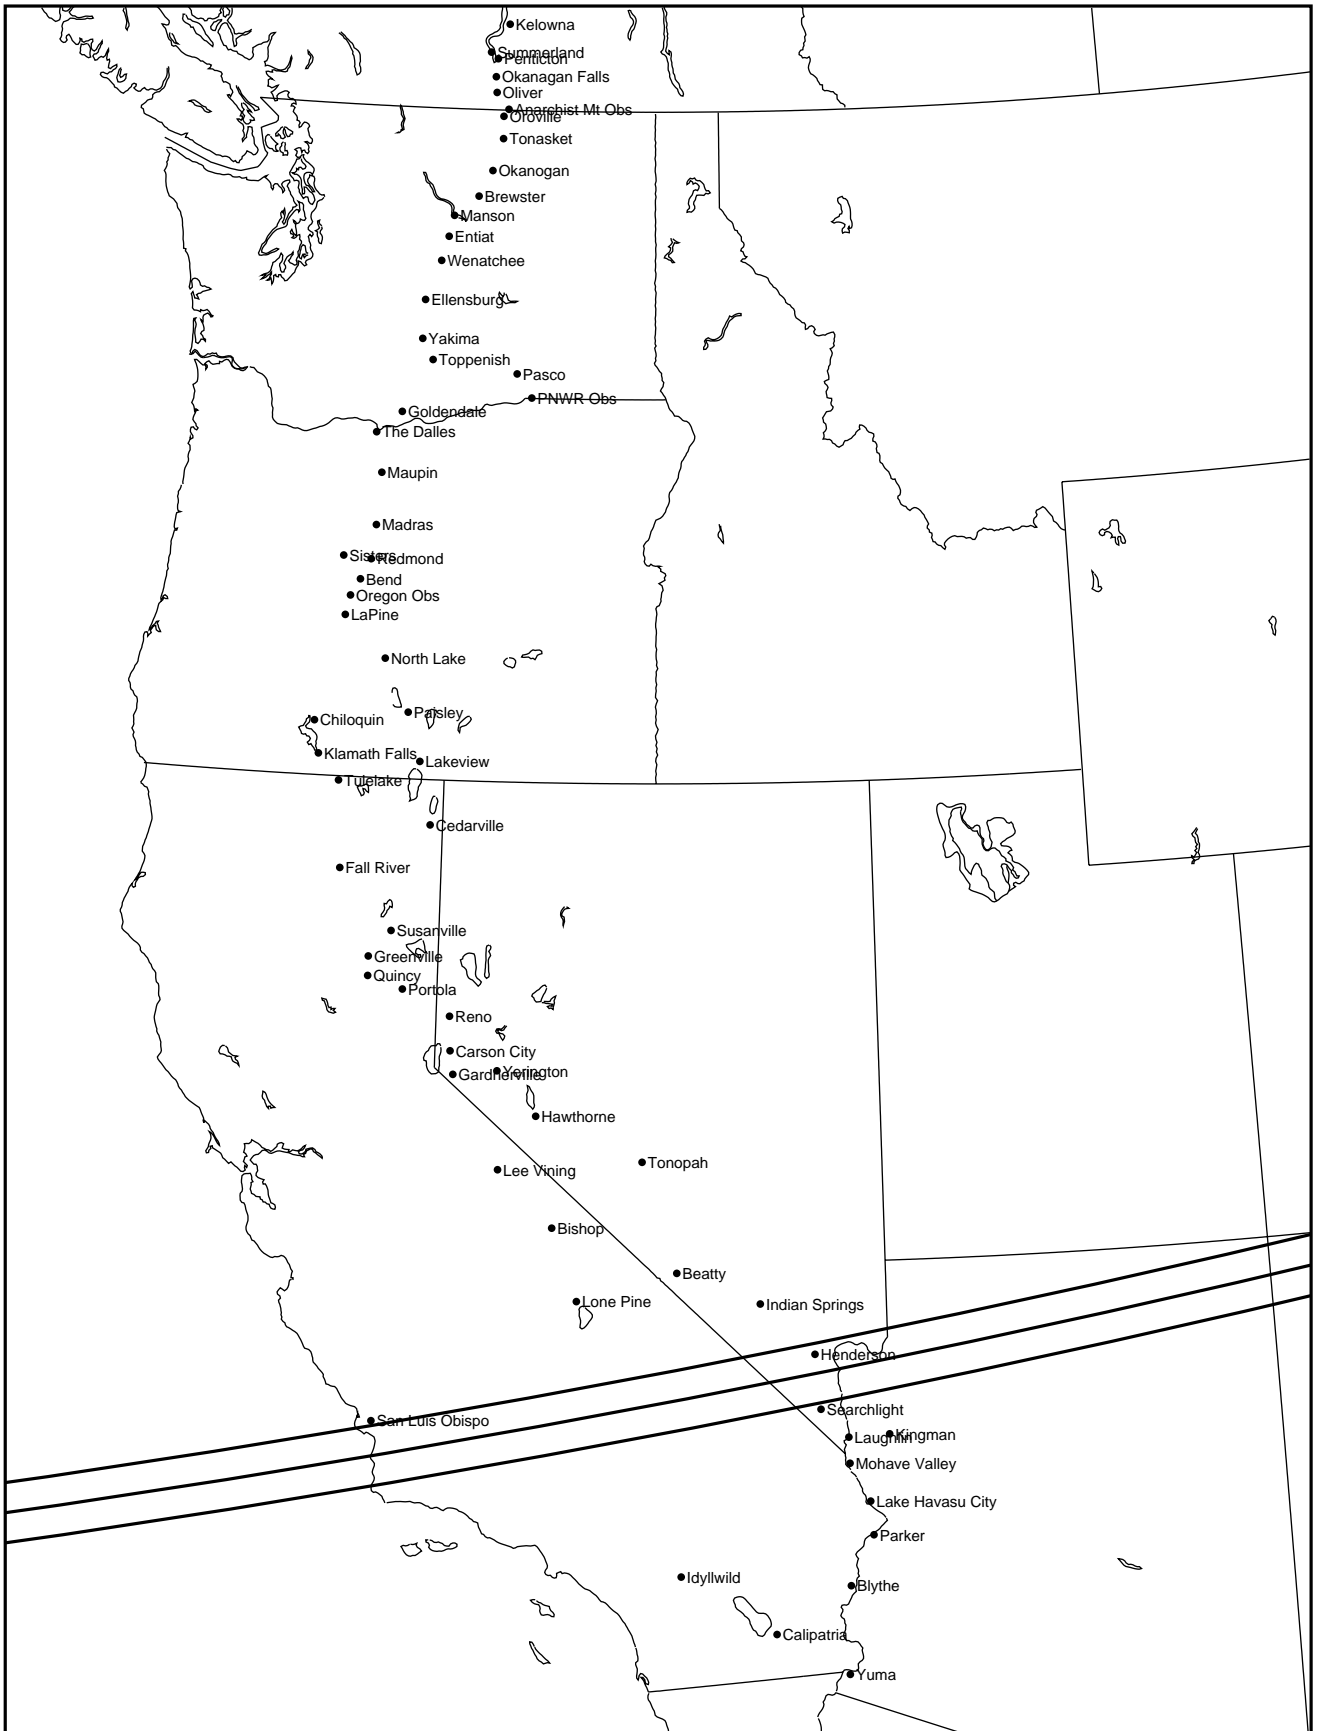 Kelowna
Summerland
Penticton
Okanagan Falls
Oliver
Anarchist Mt Obs
Oroville
Tonasket
Okanogan
Brewster
Manson
Entiat
Wenatchee
Ellensburg
Yakima
Toppenish
Pasco
PNWR Obs
Goldendale
The Dalles
Maupin
Madras
Sisters
Redmond
Bend
Oregon Obs
LaPine
North Lake
Paisley
Chiloquin
Klamath Falls
Lakeview
Tulelake
Cedarville
Fall River
Susanville
Greenville
Quincy
Portola
Reno
Carson City
Yerington
Gardnerville
Hawthorne
Tonopah
Lee Vining
Bishop
Beatty
Lone Pine
Indian Springs
Henderson
Searchlight
San Luis Obispo
Kingman
Laughlin
Mohave Valley
Lake Havasu City
Parker
Idyllwild
Blythe
Calipatria
Yuma